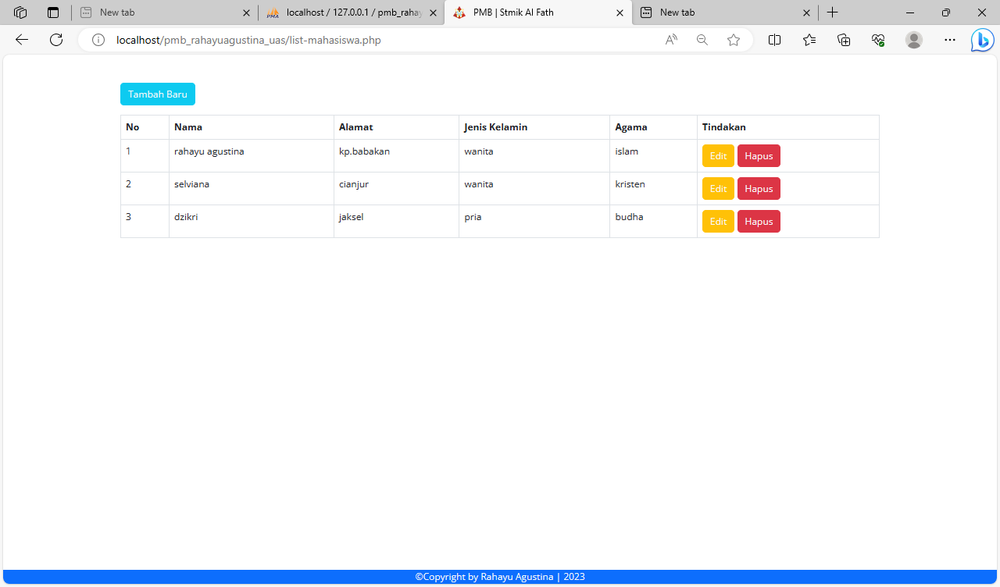 New tab
localhost / 127.0.0.1 / pmb_rahay
PMB | Stmik Al Fath
New tab
localhost/pmb_rahayuagustina_uas/list-mahasiswa.php
Tambah Baru
No Nama Alamat Jenis Kelamin Agama Tindakan
1 rahayu agustina kp.babakan wanita islam Edit Hapus
2 selviana cianjur wanita kristen Edit Hapus
3 dzikri jaksel pria budha Edit Hapus
©Copyright by Rahayu Agustina | 2023